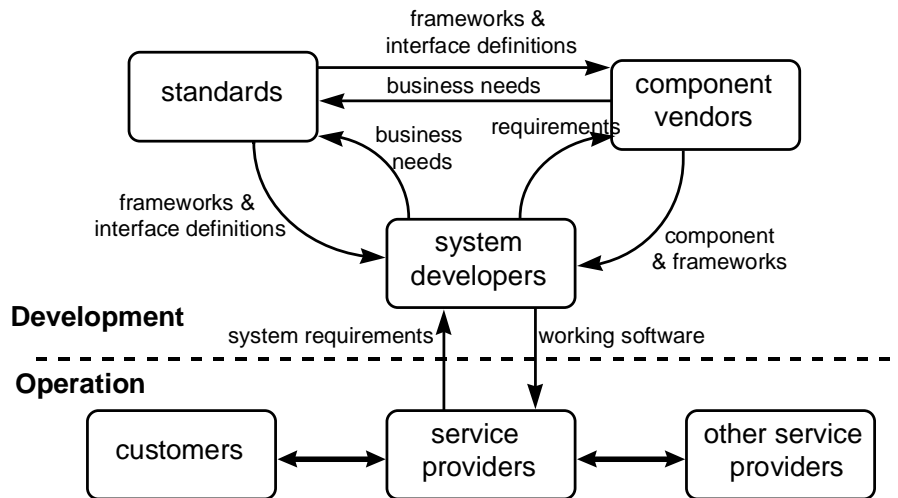 frameworks &
interface definitions
standards
business needs
component
vendors
business
needs
requirements
frameworks &
interface definitions
system
developers
component
& frameworks
Development
system requirements
working software
Operation
customers
service
providers
other service
providers